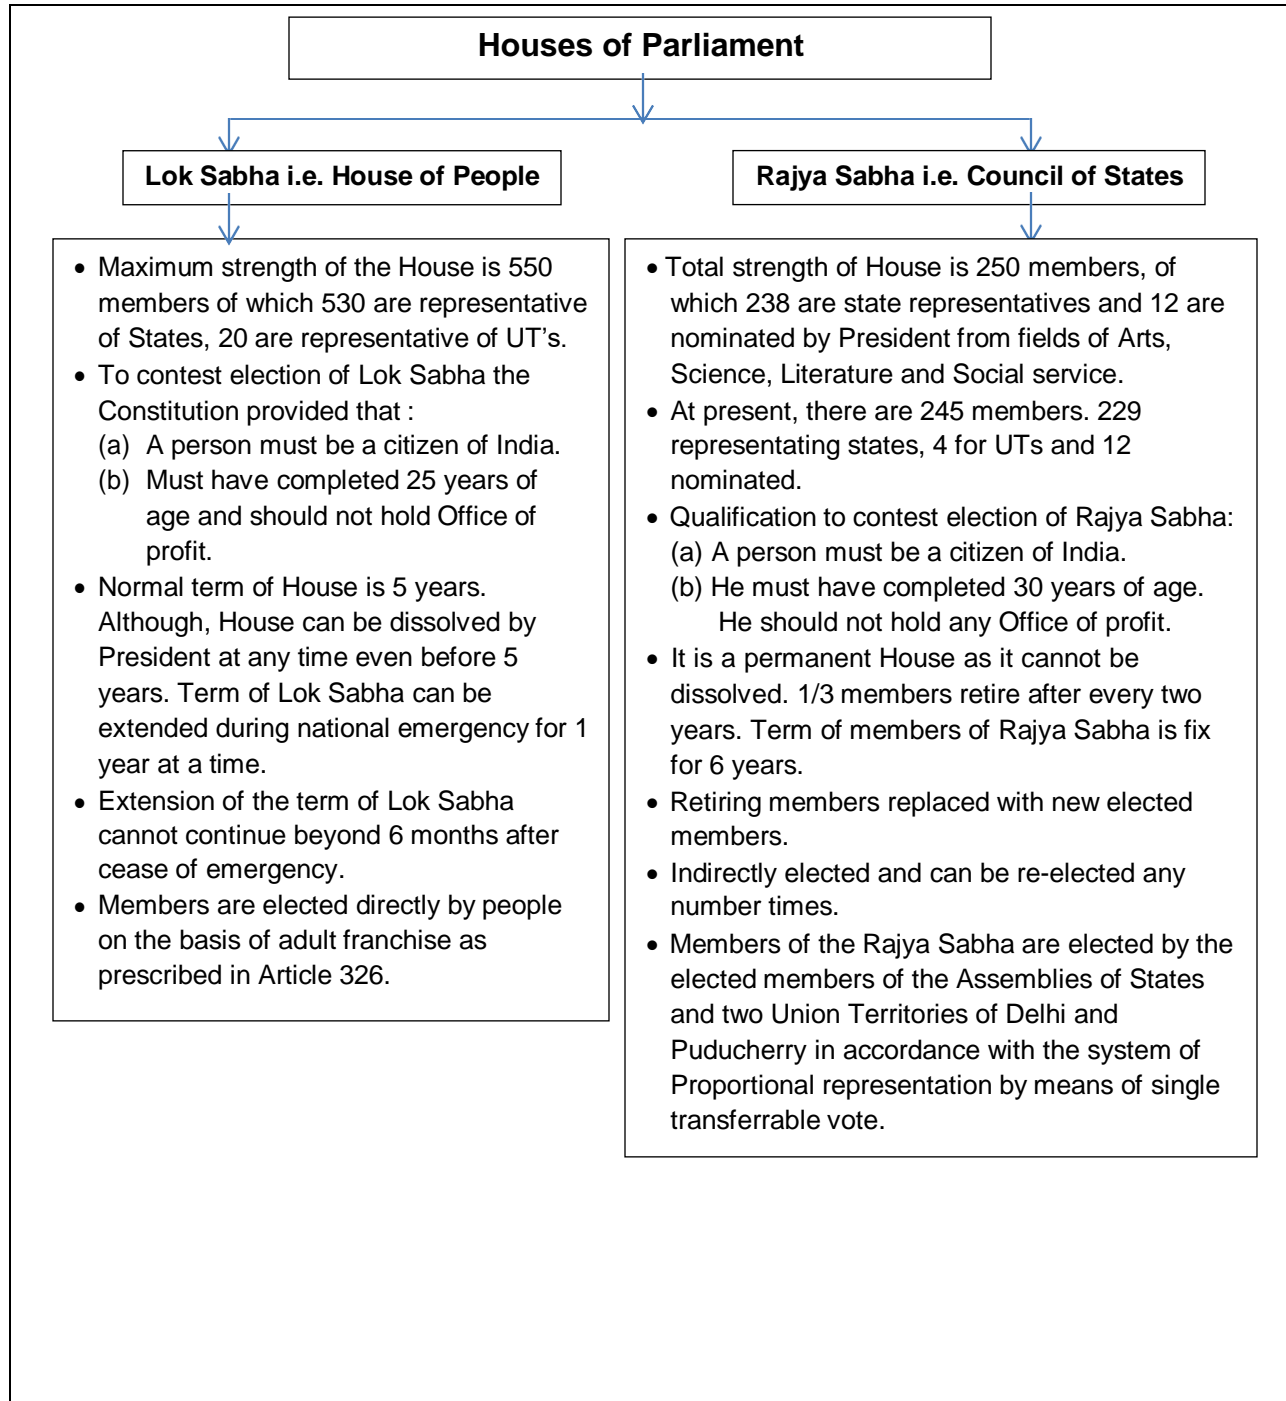 Houses of Parliament
Lok Sabha i.e. House of People
Rajya Sabha i.e. Council of States
• Maximum strength of the House is 550
members of which 530 are representative
of States, 20 are representative of UT’s.
• To contest election of Lok Sabha the
Constitution provided that :
(a) A person must be a citizen of India.
(b) Must have completed 25 years of
age and should not hold Office of
profit.
• Normal term of House is 5 years.
Although, House can be dissolved by
President at any time even before 5
years. Term of Lok Sabha can be
extended during national emergency for 1
year at a time.
• Extension of the term of Lok Sabha
cannot continue beyond 6 months after
cease of emergency.
• Members are elected directly by people
on the basis of adult franchise as
prescribed in Article 326.
• Total strength of House is 250 members, of
which 238 are state representatives and 12 are
nominated by President from fields of Arts,
Science, Literature and Social service.
• At present, there are 245 members. 229
representating states, 4 for UTs and 12
nominated.
• Qualification to contest election of Rajya Sabha:
(a) A person must be a citizen of India.
(b) He must have completed 30 years of age.
He should not hold any Office of profit.
• It is a permanent House as it cannot be
dissolved. 1/3 members retire after every two
years. Term of members of Rajya Sabha is fix
for 6 years.
• Retiring members replaced with new elected
members.
• Indirectly elected and can be re-elected any
number times.
• Members of the Rajya Sabha are elected by the
elected members of the Assemblies of States
and two Union Territories of Delhi and
Puducherry in accordance with the system of
Proportional representation by means of single
transferrable vote.